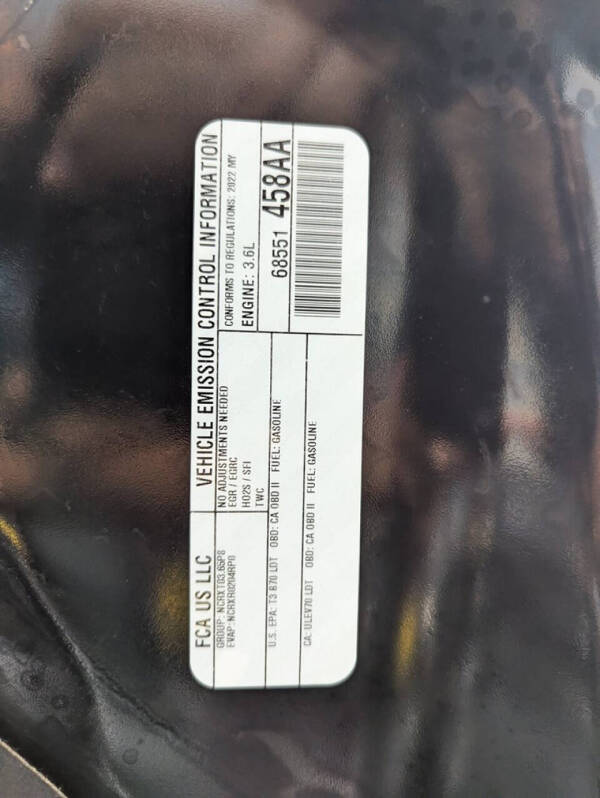 FCA US LLC
VEHICLE EMISSION CONTROL INFORMATION
GROUP: NCRXT03.65P8
EVAP: NCRXR0204RP0
NO ADJUSTMENTS NEEDED
EGR / EGRC
HO2S / SFI
TWC
CONFORMS TO REGULATIONS: 2022 MY
ENGINE: 3.6L
U.S. EPA: T3 B70 LDT OBD: CA OBD II FUEL: GASOLINE
CA: ULEV70 LDT OBD: CA OBD II FUEL: GASOLINE
68551 458AA